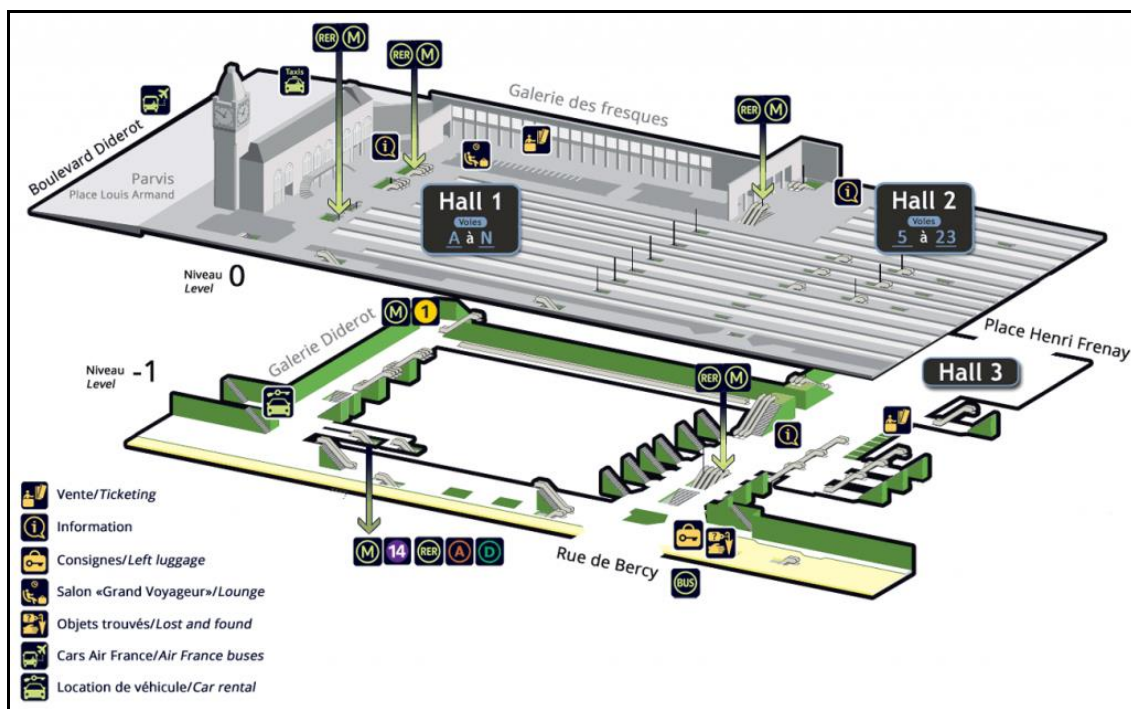 RER M
RER M
Taxis
Galerie des fresques
RER M
Boulevard Diderot
Parvis
Place Louis Armand
i
Hall 1
Voies
A à N
i
Hall 2
Voies
5 à 23
Niveau
Level 0
Galerie Diderot
M 1
Place Henri Frenay
Niveau
Level -1
RER M
Hall 3
i
M 14 RER A D
Rue de Bercy
BUS
Vente/Ticketing
Information
Consignes/Left luggage
Salon «Grand Voyageur»/Lounge
Objets trouvés/Lost and found
Cars Air France/Air France buses
Location de véhicule/Car rental